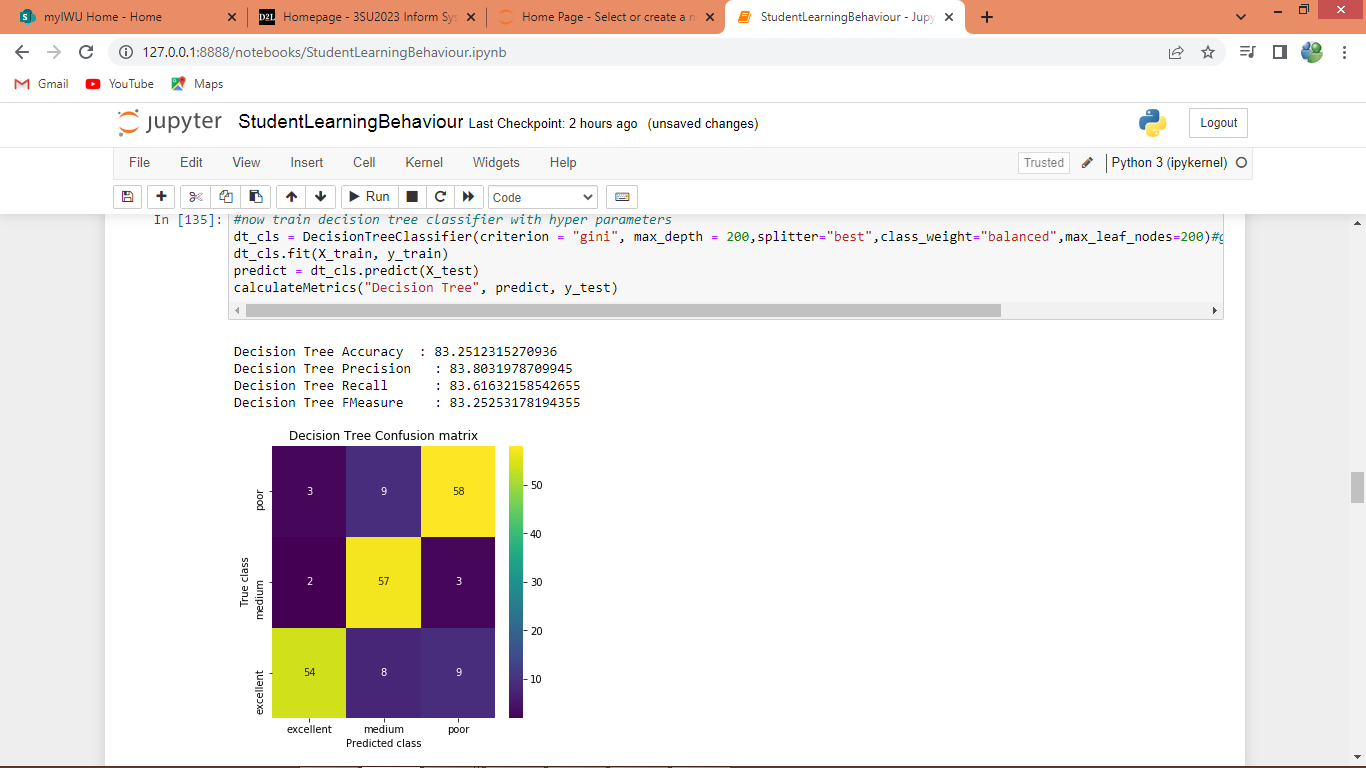 myIWU Home - Home
D2L Homepage - 3SU2023 Inform Sys
Home Page - Select or create a n
StudentLearningBehaviour - Jupy
127.0.0.1:8888/notebooks/StudentLearningBehaviour.ipynb
Gmail YouTube Maps
jupyter StudentLearningBehaviour Last Checkpoint: 2 hours ago (unsaved changes)
Logout
File Edit View Insert Cell Kernel Widgets Help
Trusted Python 3 (ipykernel)
Run Code
In [135]: #now train decision tree classifier with hyper parameters
dt_cls = DecisionTreeClassifier(criterion = "gini", max_depth = 200,splitter="best",class_weight="balanced",max_leaf_nodes=200)#g
dt_cls.fit(X_train, y_train)
predict = dt_cls.predict(X_test)
calculateMetrics("Decision Tree", predict, y_test)
Decision Tree Accuracy : 83.2512315270936
Decision Tree Precision : 83.8031978709945
Decision Tree Recall : 83.61632158542655
Decision Tree FMeasure : 83.25253178194355
Decision Tree Confusion matrix
poor 3 9 58
medium 2 57 3
excellent 54 8 9
True class
excellent medium poor
Predicted class
50
40
30
20
10